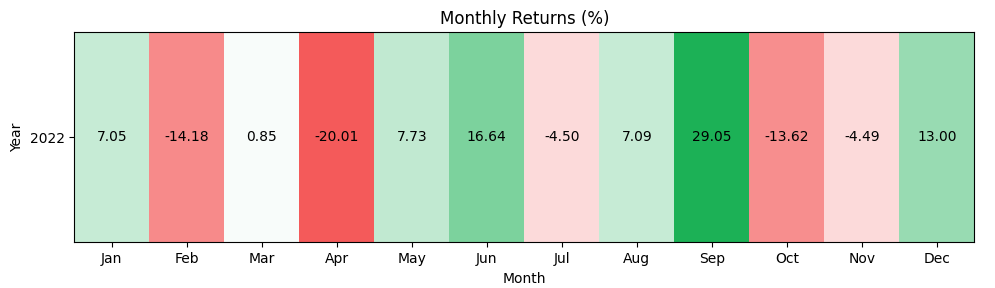 Monthly Returns (%)
Year
2022
7.05 -14.18 0.85 -20.01 7.73 16.64 -4.50 7.09 29.05 -13.62 -4.49 13.00
Jan Feb Mar Apr May Jun Jul Aug Sep Oct Nov Dec
Month